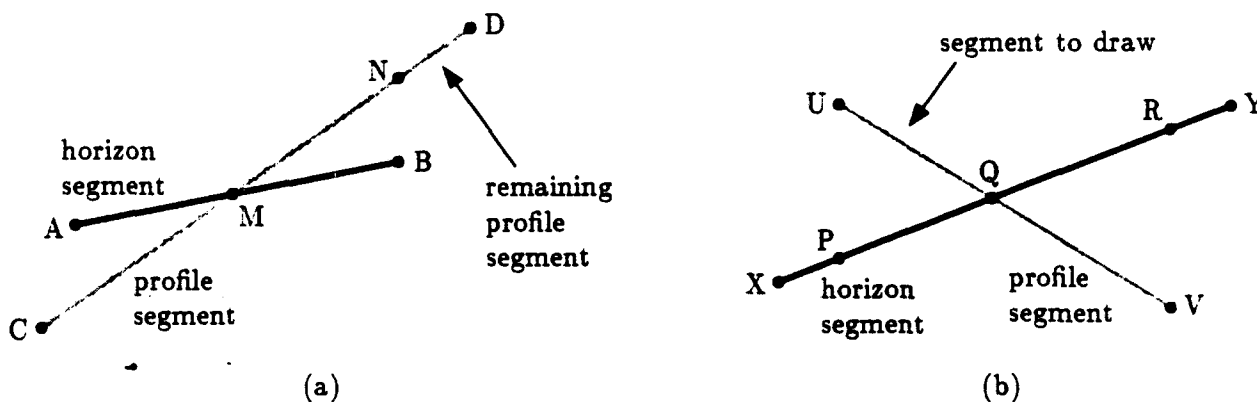 D
N
horizon
segment
B
A
M
remaining
profile
segment
profile
segment
C
(a)
segment to draw
U
R
Y
Q
P
X
horizon
segment
profile
segment
V
(b)